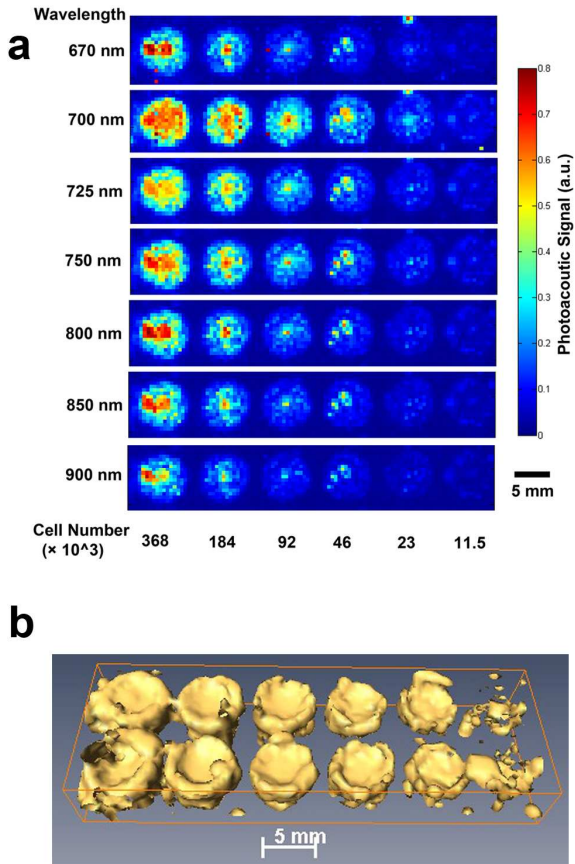 Wavelength
a
670 nm
700 nm
725 nm
750 nm
800 nm
850 nm
900 nm
0.8
0.7
0.6
0.5
0.4
0.3
0.2
0.1
0
Photoacoutic Signal (a.u.)
5 mm
Cell Number
(× 10^3)
368 184 92 46 23 11.5
b
5 mm